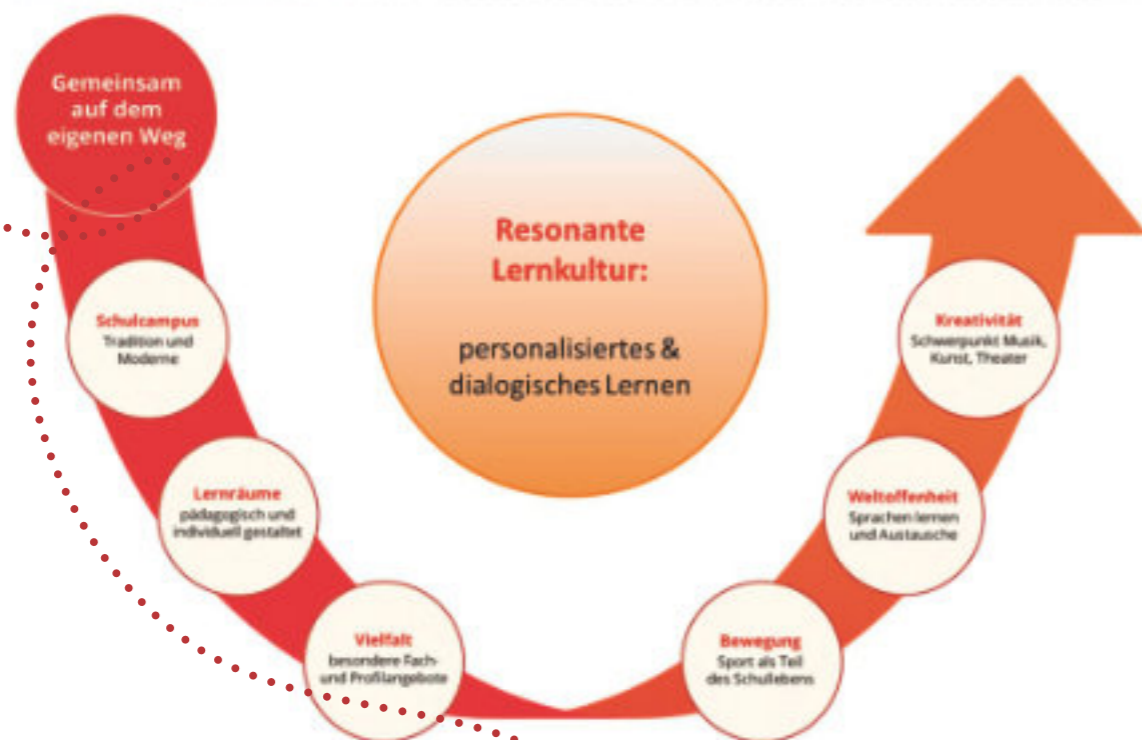 Gemeinsam
auf dem
eigenen Weg
Resonante
Lernkultur:
personalisiertes &
dialogisches Lernen
Schulcampus
Tradition und
Moderne
Lernräume
pädagogisch und
individuell gestaltet
Vielfalt
besondere Fach-
und Profilangebote
Bewegung
Sport als Teil
des Schullebens
Weltoffenheit
Sprachen lernen
und Austausche
Kreativität
Schwerpunkt Musik,
Kunst, Theater